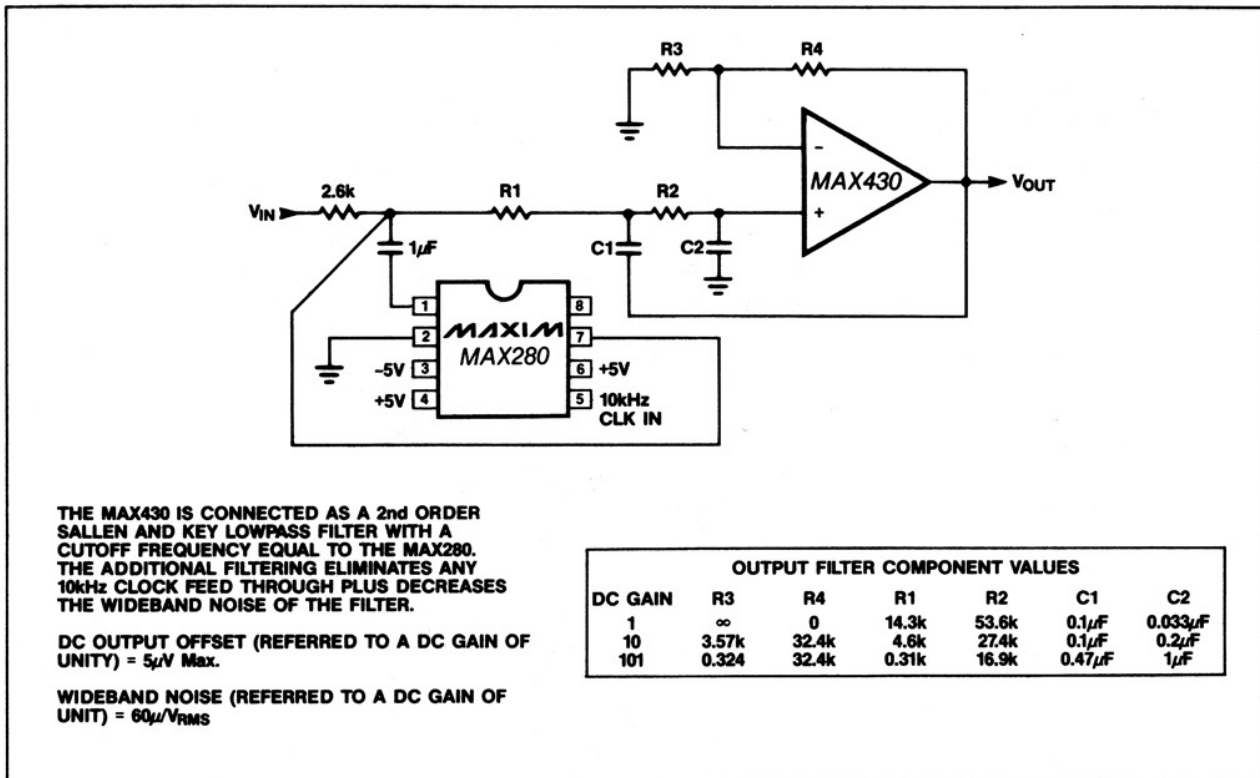 R3
R4
−
MAX430
+
VOUT
2.6k
R1
R2
VIN
1μF
C1
C2
1
8
MAXIM
2
7
MAX280
-5V
3
6
+5V
+5V
4
5
10kHz
CLK IN
THE MAX430 IS CONNECTED AS A 2nd ORDER
SALLEN AND KEY LOWPASS FILTER WITH A
CUTOFF FREQUENCY EQUAL TO THE MAX280.
THE ADDITIONAL FILTERING ELIMINATES ANY
10kHz CLOCK FEED THROUGH PLUS DECREASES
THE WIDEBAND NOISE OF THE FILTER.
DC OUTPUT OFFSET (REFERRED TO A DC GAIN OF
UNITY) = 5μV Max.
WIDEBAND NOISE (REFERRED TO A DC GAIN OF
UNIT) = 60μ/VRMS
OUTPUT FILTER COMPONENT VALUES
DC GAIN R3 R4 R1 R2 C1 C2
1 ∞ 0 14.3k 53.6k 0.1μF 0.033μF
10 3.57k 32.4k 4.6k 27.4k 0.1μF 0.2μF
101 0.324 32.4k 0.31k 16.9k 0.47μF 1μF